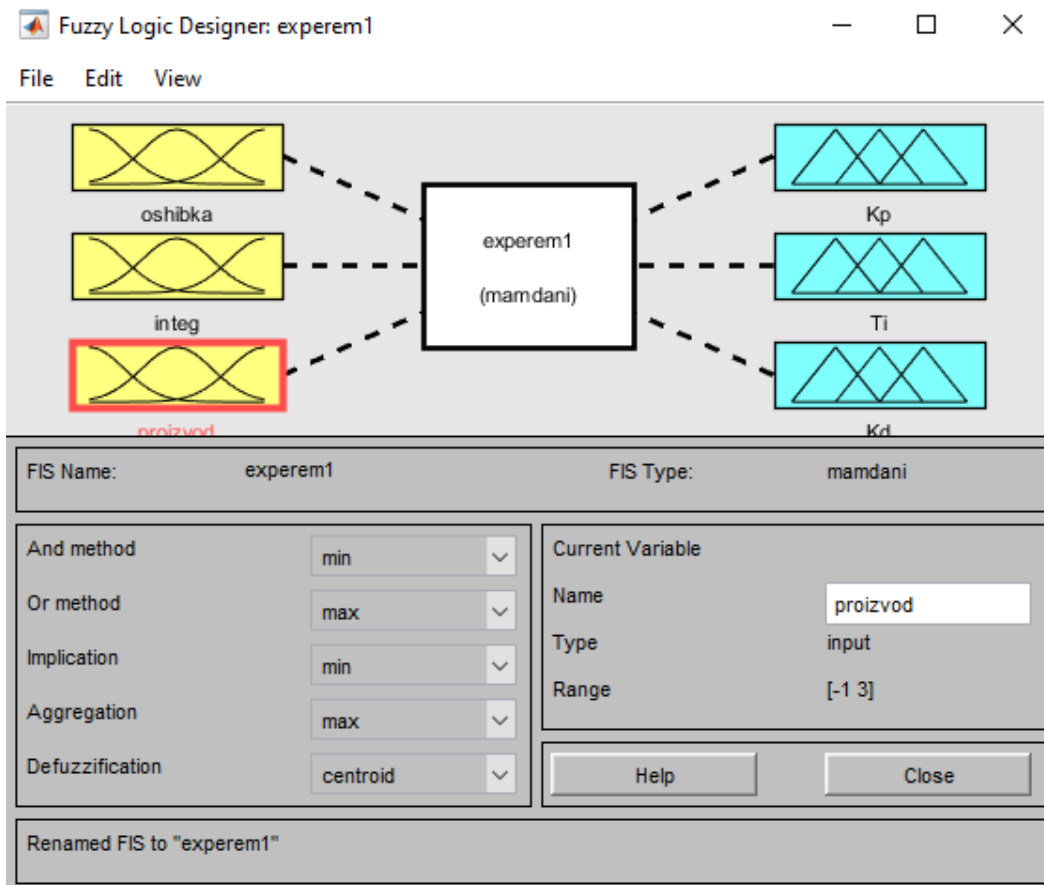 Fuzzy Logic Designer: experem1
File Edit View
oshibka
integ
proizvod
experem1
(mamdani)
Kp
Ti
Kd
FIS Name: experem1 FIS Type: mamdani
And method min
Or method max
Implication min
Aggregation max
Defuzzification centroid
Current Variable
Name proizvod
Type input
Range [-1 3]
Help Close
Renamed FIS to "experem1"